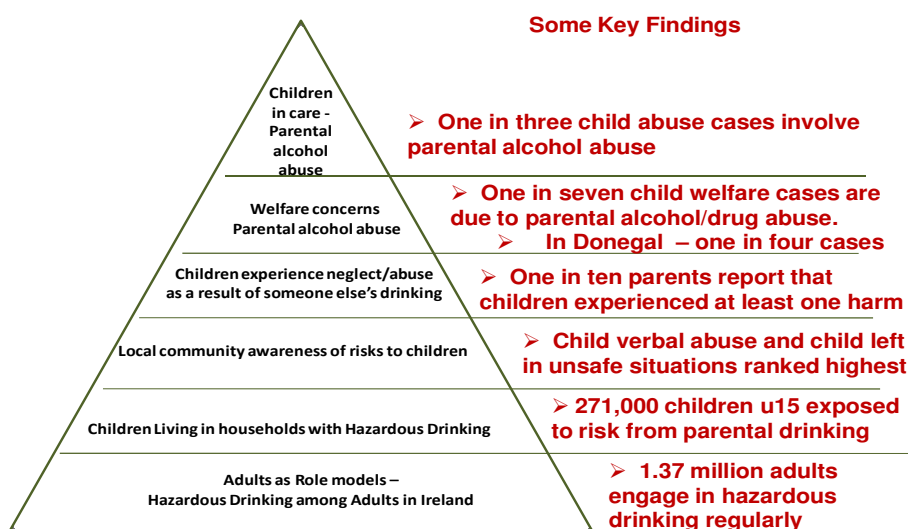 Some Key Findings
Children
in care -
Parental
alcohol
abuse
➢ One in three child abuse cases involve
parental alcohol abuse
Welfare concerns
Parental alcohol abuse
➢ One in seven child welfare cases are
due to parental alcohol/drug abuse.
➢ In Donegal – one in four cases
Children experience neglect/abuse
as a result of someone else's drinking
➢ One in ten parents report that
children experienced at least one harm
Local community awareness of risks to children
➢ Child verbal abuse and child left
in unsafe situations ranked highest
Children Living in households with Hazardous Drinking
➢ 271,000 children u15 exposed
to risk from parental drinking
Adults as Role models –
Hazardous Drinking among Adults in Ireland
➢ 1.37 million adults
engage in hazardous
drinking regularly